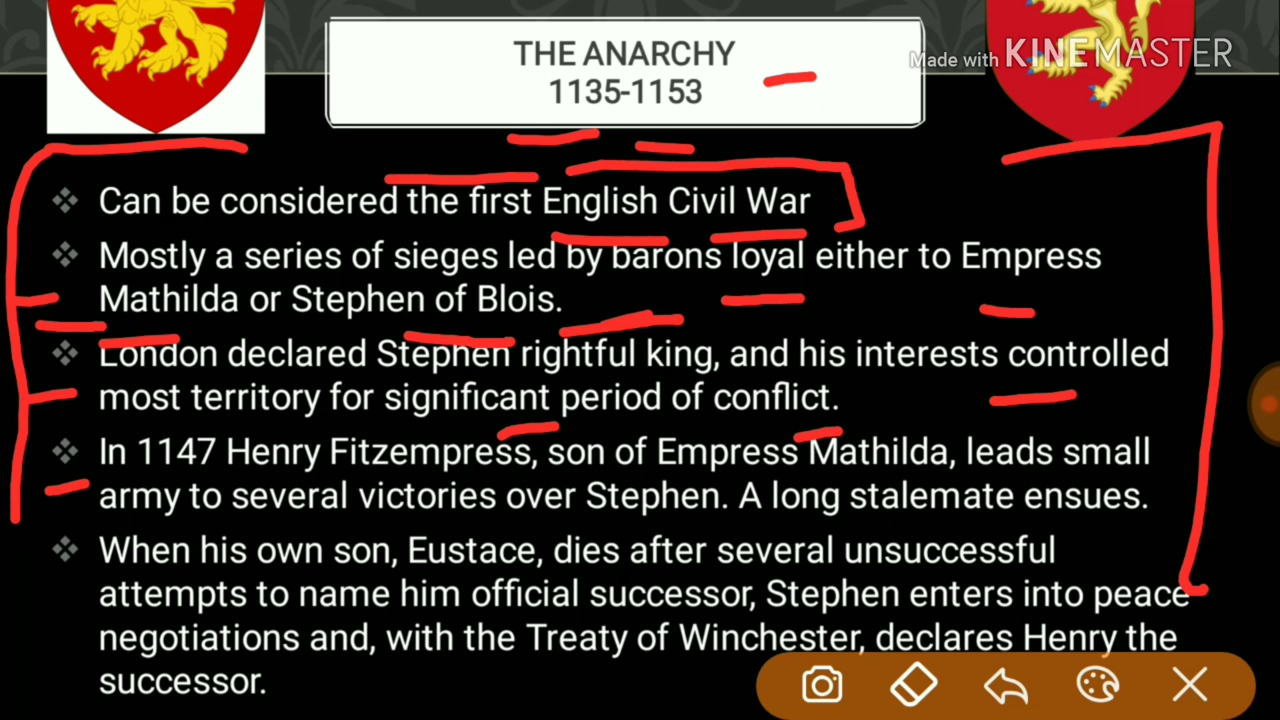 THE ANARCHY
1135-1153
Made with KINEMASTER
❖ Can be considered the first English Civil War
❖ Mostly a series of sieges led by barons loyal either to Empress
Mathilda or Stephen of Blois.
❖ London declared Stephen rightful king, and his interests controlled
most territory for significant period of conflict.
❖ In 1147 Henry Fitzempress, son of Empress Mathilda, leads small
army to several victories over Stephen. A long stalemate ensues.
❖ When his own son, Eustace, dies after several unsuccessful
attempts to name him official successor, Stephen enters into peace
negotiations and, with the Treaty of Winchester, declares Henry the
successor.